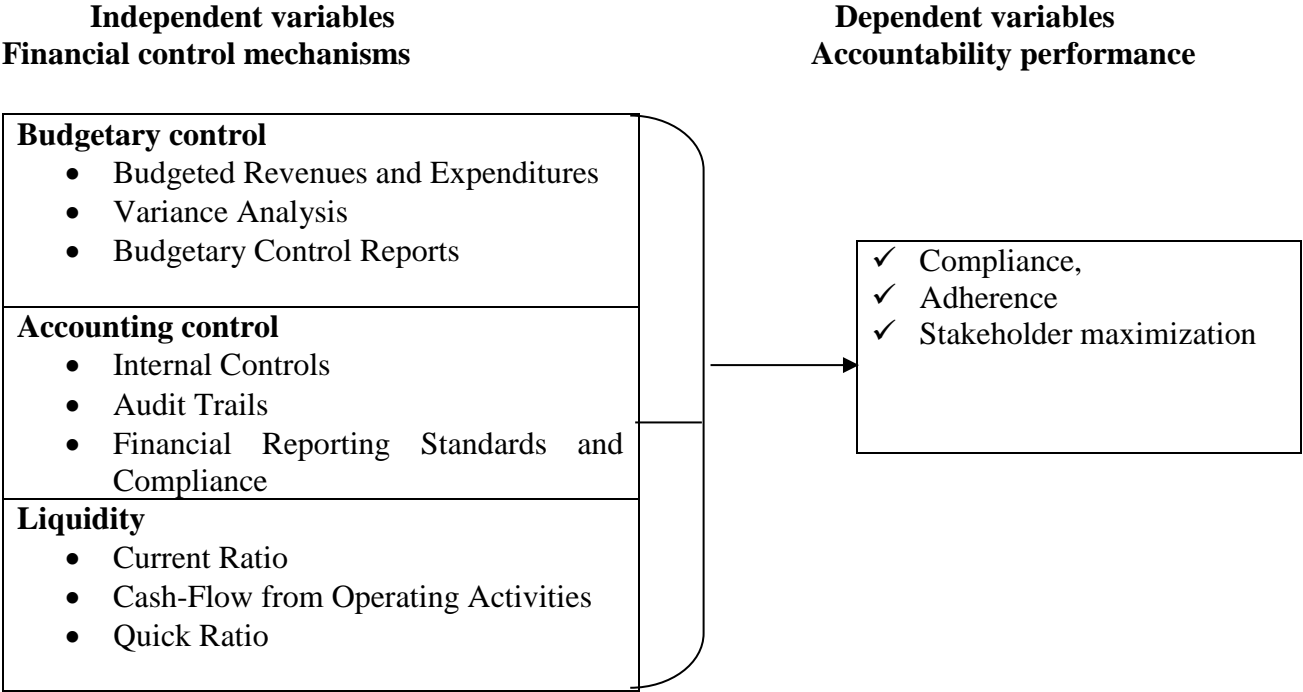 Independent variables
Dependent variables
Financial control mechanisms
Accountability performance
Budgetary control
• Budgeted Revenues and Expenditures
• Variance Analysis
• Budgetary Control Reports
Accounting control
• Internal Controls
• Audit Trails
• Financial Reporting Standards and
Compliance
Liquidity
• Current Ratio
• Cash-Flow from Operating Activities
• Quick Ratio
✓ Compliance,
✓ Adherence
✓ Stakeholder maximization